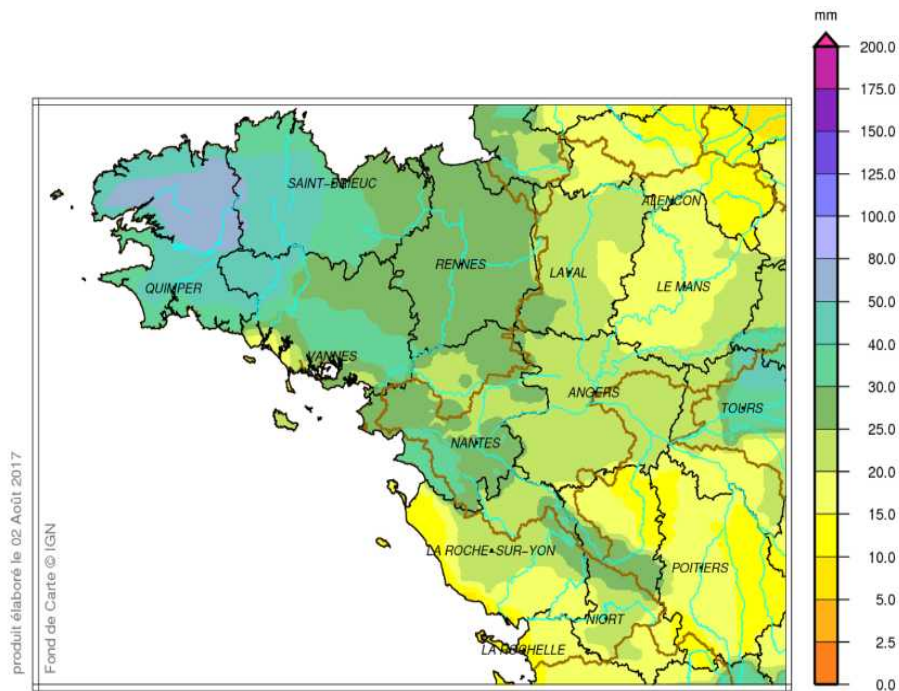 mm
200.0
175.0
150.0
100.0
80.0
50.0
40.0
30.0
25.0
20.0
15.0
10.0
5.0
2.5
0.0
SAINT-BRIEUC
ALENCON
RENNES
LAVAL
LE MANS
QUIMPER
VANNES
ANGERS
TOURS
NANTES
LA ROCHE-SUR-YON
POITIERS
NIORT
LA ROCHELLE
produit élaboré le 02 Août 2017
Fond de Carte © IGN